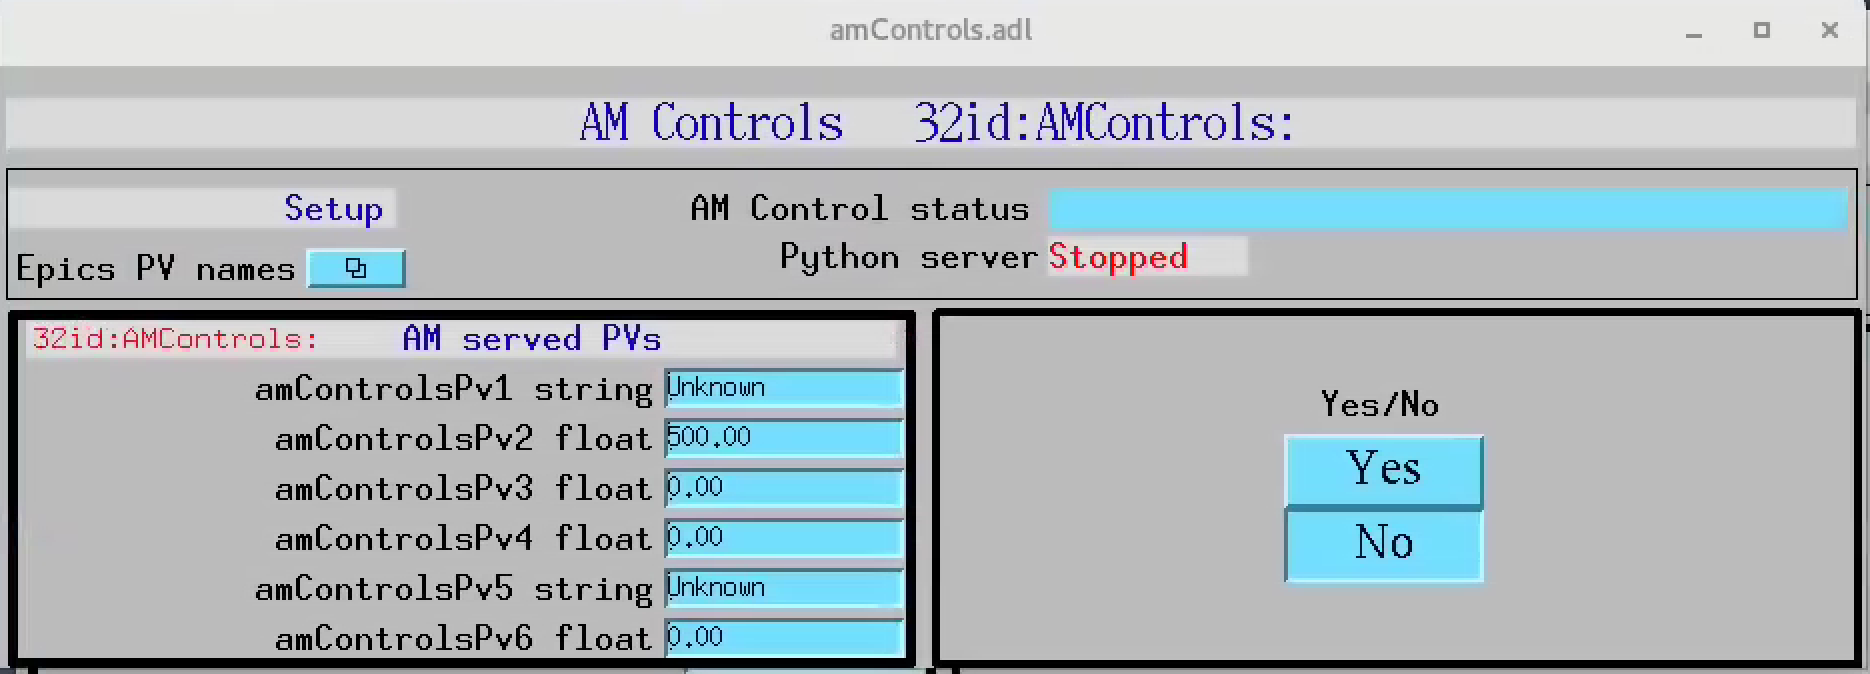 amControls.adl
AM Controls 32id:AMControls:
Setup
AM Control status
Epics PV names
Python server Stopped
32id:AMControls: AM served PVs
amControlsPv1 string Unknown
amControlsPv2 float 500.00
amControlsPv3 float 0.00
amControlsPv4 float 0.00
amControlsPv5 string Unknown
amControlsPv6 float 0.00
Yes/No
Yes
No